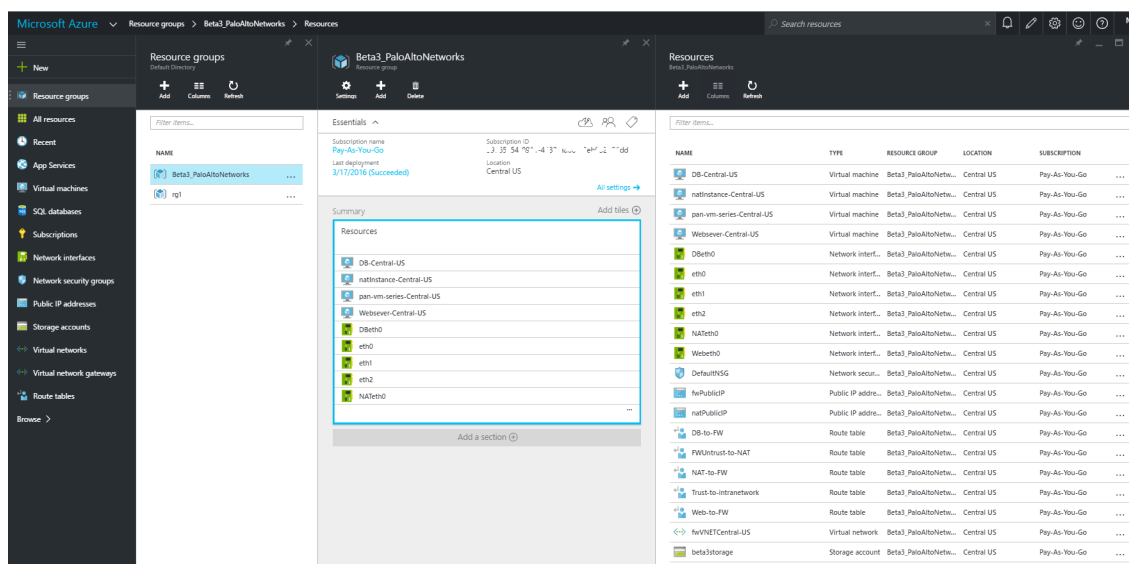 Microsoft Azure Resource groups > Beta3_PaloAltoNetworks > Resources
Search resources
New
Resource groups
All resources
Recent
App Services
Virtual machines
SQL databases
Subscriptions
Network interfaces
Network security groups
Public IP addresses
Storage accounts
Virtual networks
Virtual network gateways
Route tables
Browse >
Resource groups
Default Directory
Add Columns Refresh
Filter items...
NAME
Beta3_PaloAltoNetworks ...
rg1 ...
Beta3_PaloAltoNetworks
Resource group
Settings Add Delete
Essentials
Subscription name
Pay-As-You-Go
Subscription ID
Last deployment
3/17/2016 (Succeeded)
Location
Central US
All settings →
Summary Add tiles
Resources
DB-Central-US
natInstance-Central-US
pan-vm-series-Central-US
Websever-Central-US
DBeth0
eth0
eth1
eth2
NATeth0
...
Add a section
Resources
Beta3_PaloAltoNetworks
Add Columns Refresh
Filter items...
NAME TYPE RESOURCE GROUP LOCATION SUBSCRIPTION
DB-Central-US Virtual machine Beta3_PaloAltoNetw... Central US Pay-As-You-Go ...
natInstance-Central-US Virtual machine Beta3_PaloAltoNetw... Central US Pay-As-You-Go ...
pan-vm-series-Central-US Virtual machine Beta3_PaloAltoNetw... Central US Pay-As-You-Go ...
Websever-Central-US Virtual machine Beta3_PaloAltoNetw... Central US Pay-As-You-Go ...
DBeth0 Network interf... Beta3_PaloAltoNetw... Central US Pay-As-You-Go ...
eth0 Network interf... Beta3_PaloAltoNetw... Central US Pay-As-You-Go ...
eth1 Network interf... Beta3_PaloAltoNetw... Central US Pay-As-You-Go ...
eth2 Network interf... Beta3_PaloAltoNetw... Central US Pay-As-You-Go ...
NATeth0 Network interf... Beta3_PaloAltoNetw... Central US Pay-As-You-Go ...
Webeth0 Network interf... Beta3_PaloAltoNetw... Central US Pay-As-You-Go ...
DefaultNSG Network secur... Beta3_PaloAltoNetw... Central US Pay-As-You-Go ...
fwPublicIP Public IP addre... Beta3_PaloAltoNetw... Central US Pay-As-You-Go ...
natPublicIP Public IP addre... Beta3_PaloAltoNetw... Central US Pay-As-You-Go ...
DB-to-FW Route table Beta3_PaloAltoNetw... Central US Pay-As-You-Go ...
FWUntrust-to-NAT Route table Beta3_PaloAltoNetw... Central US Pay-As-You-Go ...
NAT-to-FW Route table Beta3_PaloAltoNetw... Central US Pay-As-You-Go ...
Trust-to-intranetwork Route table Beta3_PaloAltoNetw... Central US Pay-As-You-Go ...
Web-to-FW Route table Beta3_PaloAltoNetw... Central US Pay-As-You-Go ...
fwVNETCentral-US Virtual network Beta3_PaloAltoNetw... Central US Pay-As-You-Go ...
beta3storage Storage account Beta3_PaloAltoNetw... Central US Pay-As-You-Go ...